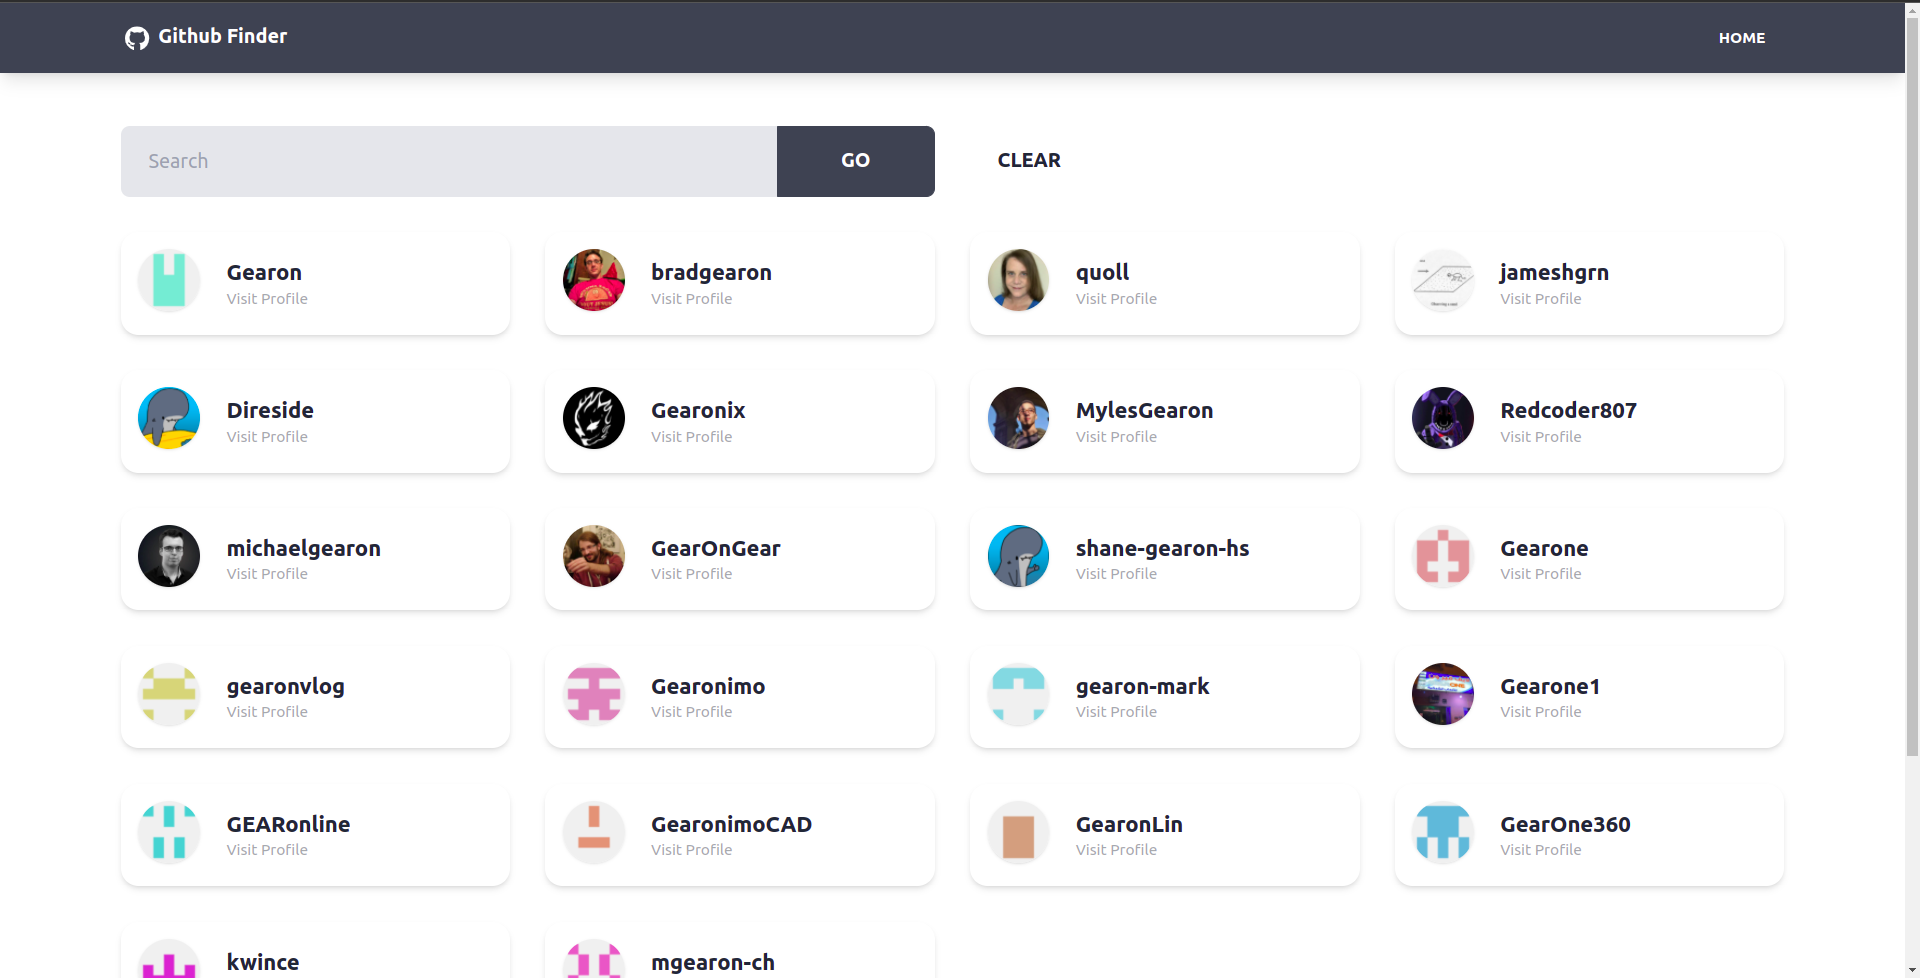 Github Finder
HOME
Search
GO
CLEAR
Gearon
Visit Profile
bradgearon
Visit Profile
quoll
Visit Profile
jameshgrn
Visit Profile
Direside
Visit Profile
Gearonix
Visit Profile
MylesGearon
Visit Profile
Redcoder807
Visit Profile
michaelgearon
Visit Profile
GearOnGear
Visit Profile
shane-gearon-hs
Visit Profile
Gearone
Visit Profile
gearonvlog
Visit Profile
Gearonimo
Visit Profile
gearon-mark
Visit Profile
Gearone1
Visit Profile
GEARonline
Visit Profile
GearonimoCAD
Visit Profile
GearonLin
Visit Profile
GearOne360
Visit Profile
kwince
mgearon-ch